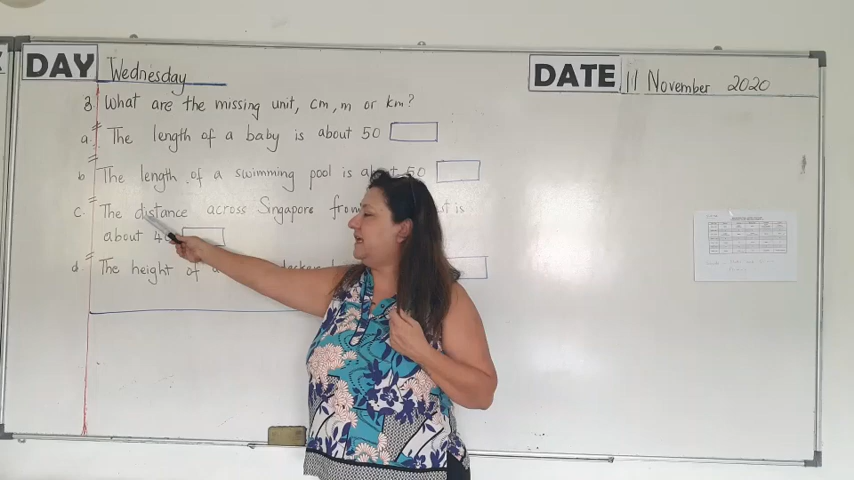 DAY Wednesday
DATE 11 November 2020
3. What are the missing unit, cm, m or km?
a. The length of a baby is about 50
b The length of a swimming pool is about 50
c. The distance across Singapore from
is
about 40
d. The height of a